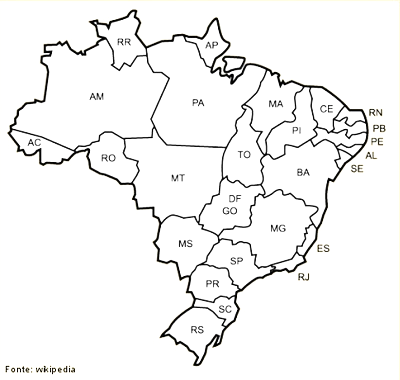 RR
AP
AM
PA
MA
CE
RN
PI
PB
PE
AC
AL
RO
TO
SE
MT
BA
DF
GO
MG
MS
ES
SP
RJ
PR
SC
RS
Fonte: wikipedia